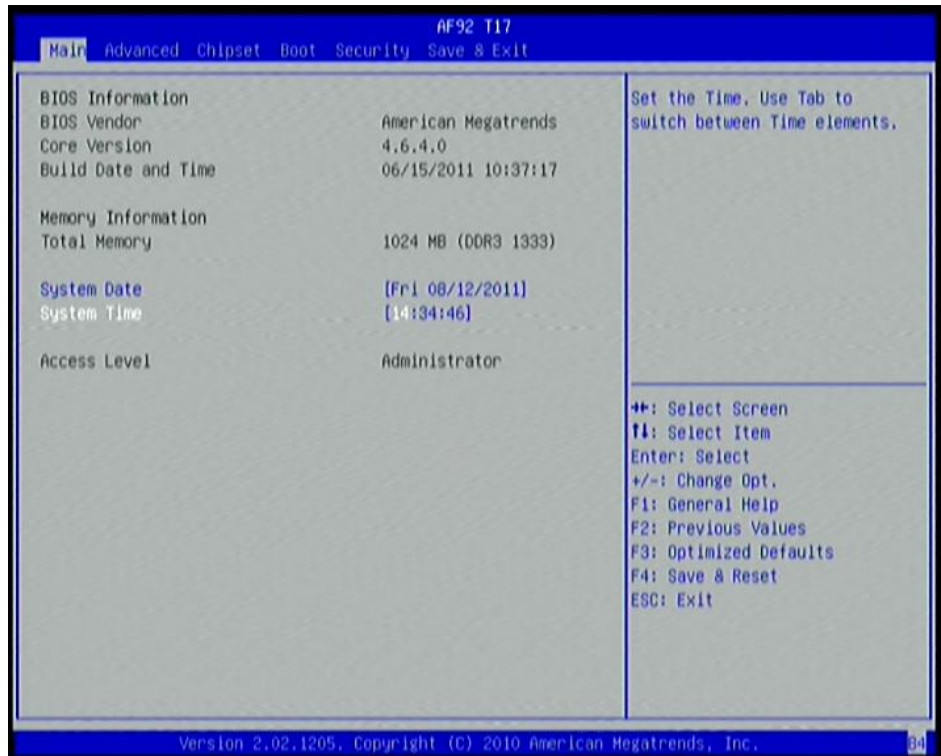 AF92 T17
Main Advanced Chipset Boot Security Save & Exit
BIOS Information
BIOS Vendor American Megatrends
Core Version 4.6.4.0
Build Date and Time 06/15/2011 10:37:17
Memory Information
Total Memory 1024 MB (DDR3 1333)
System Date [Fri 08/12/2011]
System Time [14:34:46]
Access Level Administrator
Set the Time. Use Tab to
switch between Time elements.
→←: Select Screen
↑↓: Select Item
Enter: Select
+/-: Change Opt.
F1: General Help
F2: Previous Values
F3: Optimized Defaults
F4: Save & Reset
ESC: Exit
Version 2.02.1205. Copyright (C) 2010 American Megatrends, Inc.
B4